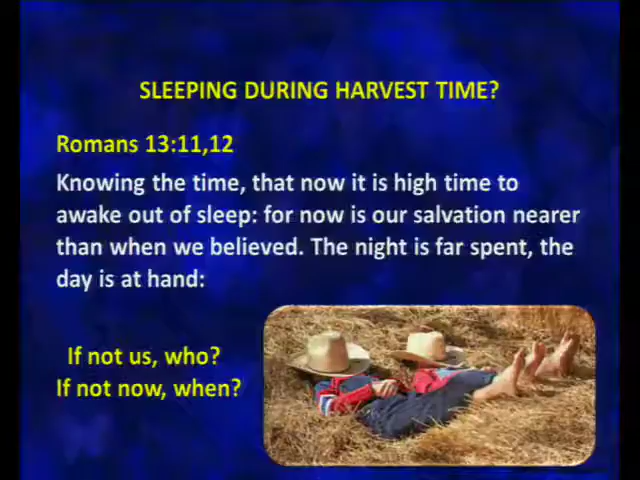 SLEEPING DURING HARVEST TIME?
Romans 13:11,12
Knowing the time, that now it is high time to
awake out of sleep: for now is our salvation nearer
than when we believed. The night is far spent, the
day is at hand:
If not us, who?
If not now, when?